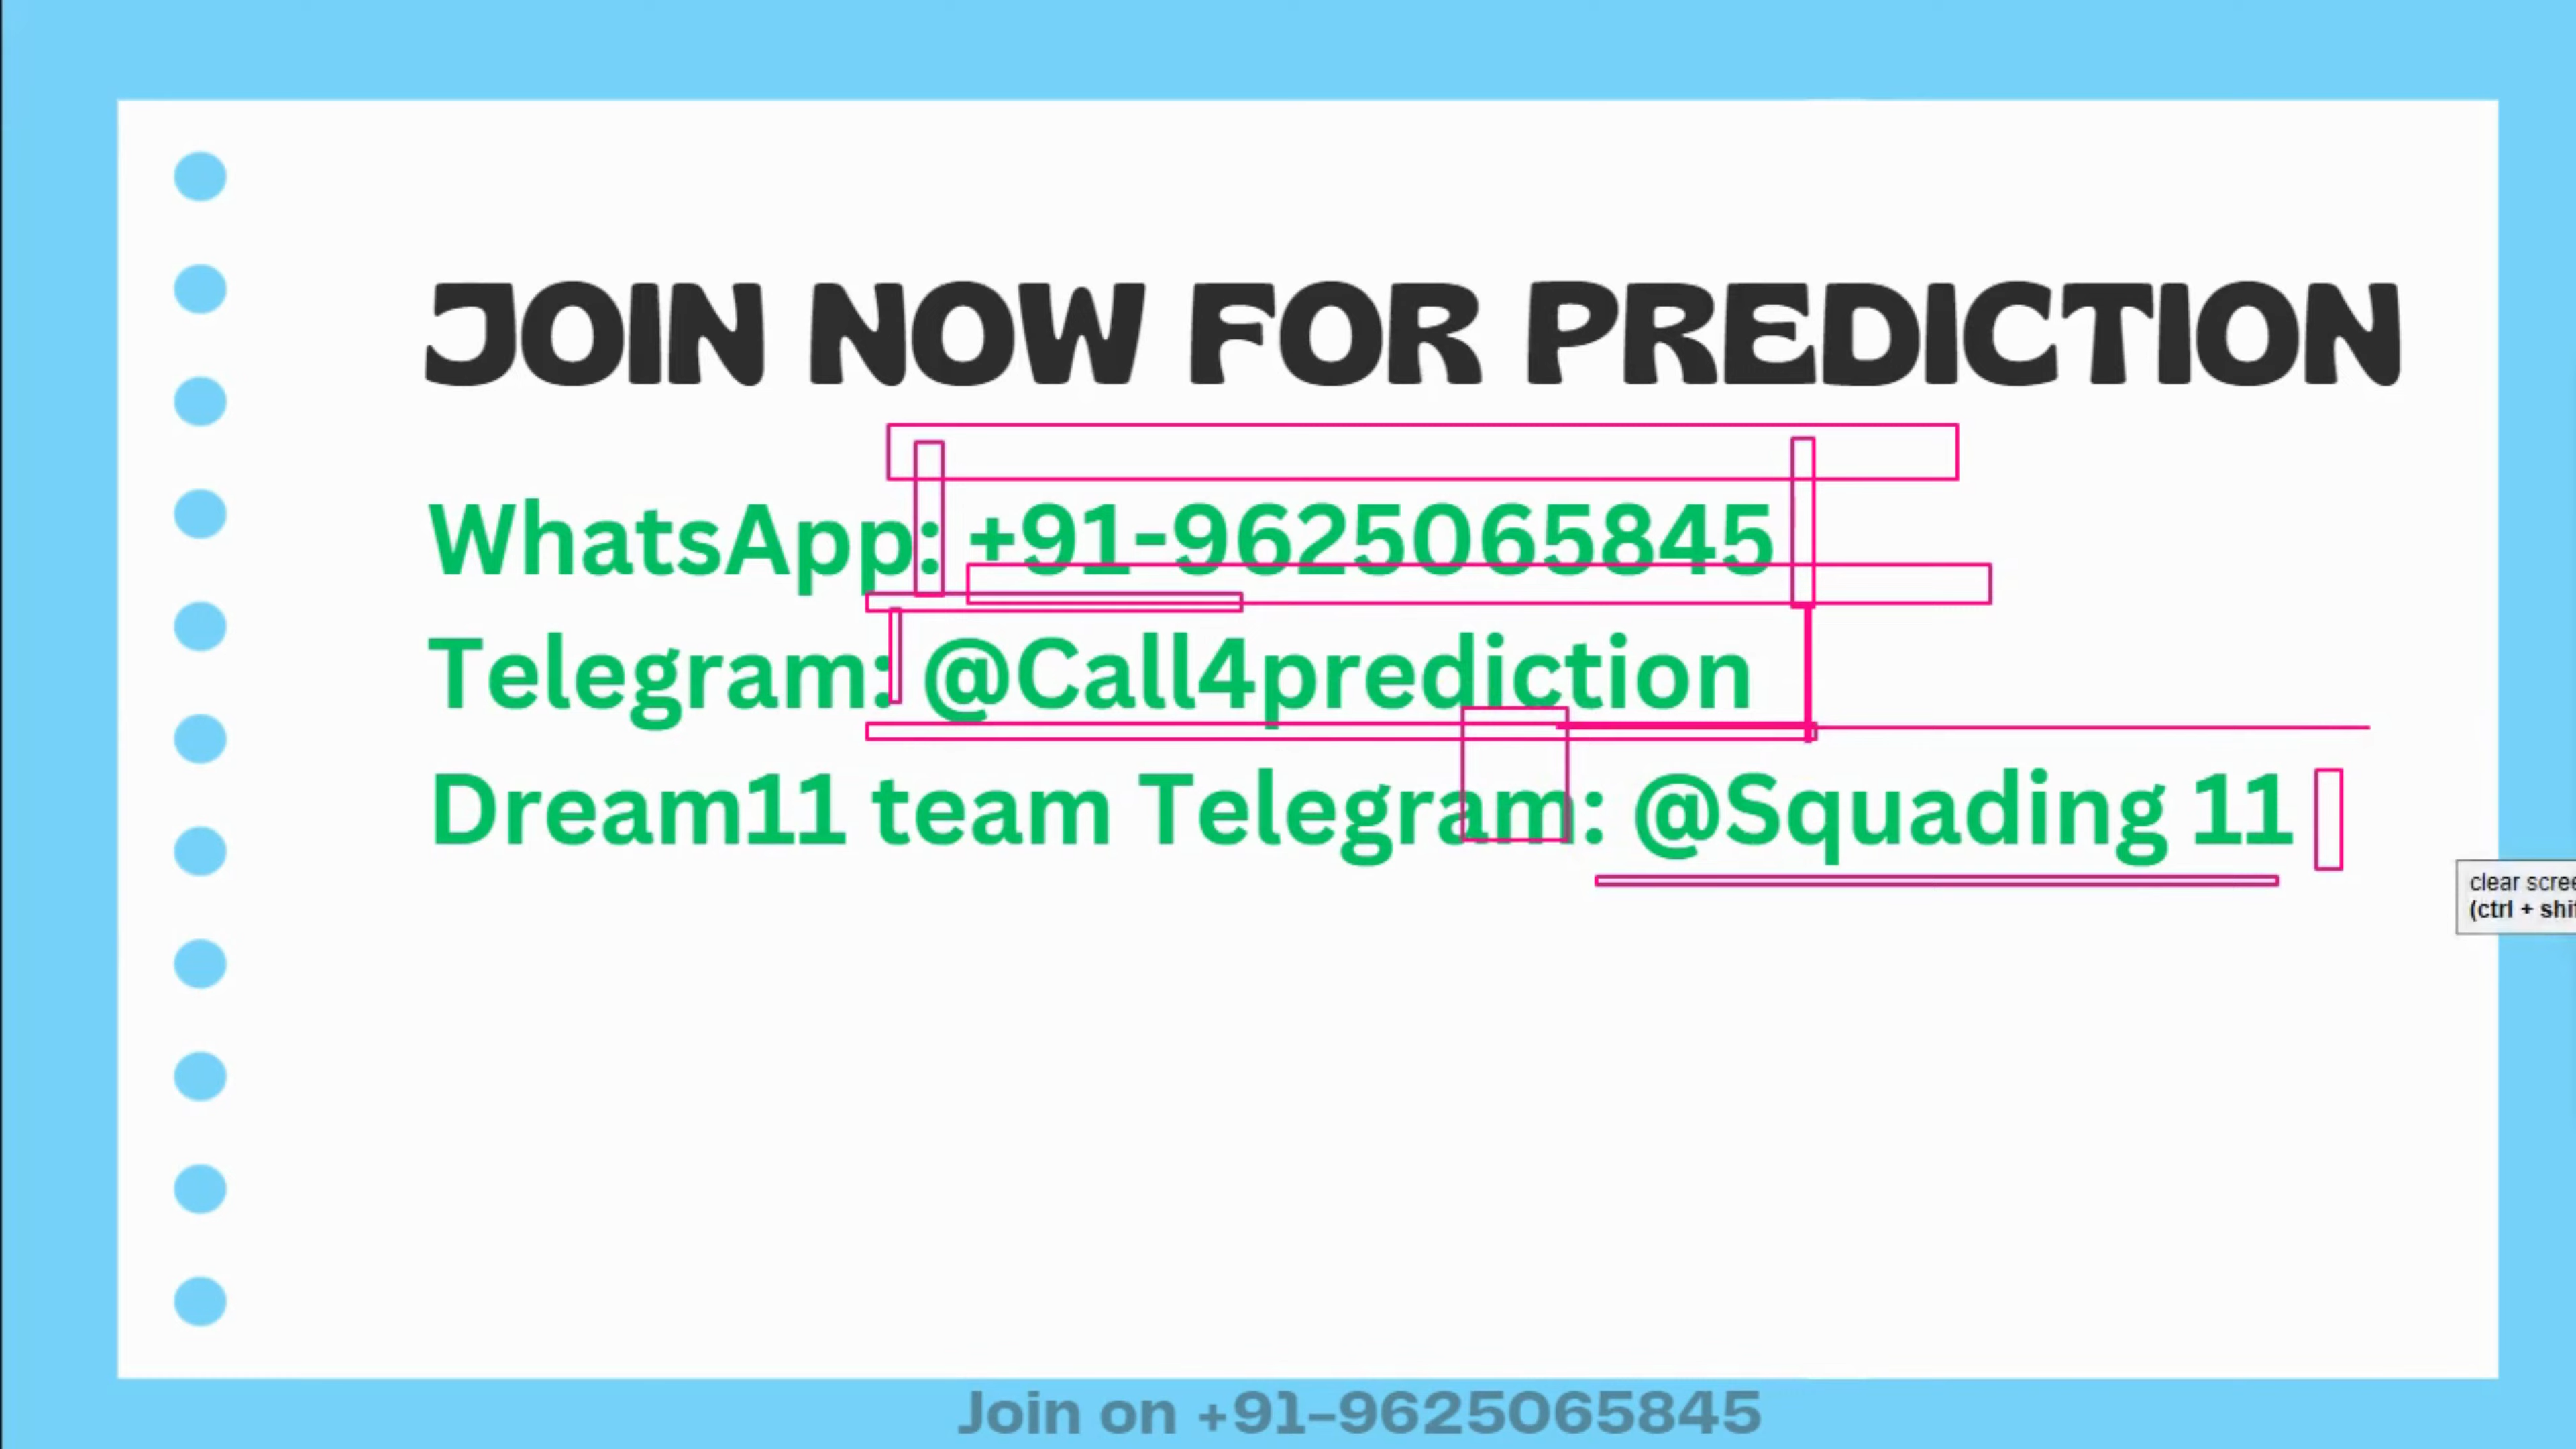 JOIN NOW FOR PREDICTION
WhatsApp: +91-9625065845
Telegram: @Call4prediction
Dream11 team Telegram: @Squading 11
clear scree
(ctrl + shi
Join on +91-9625065845